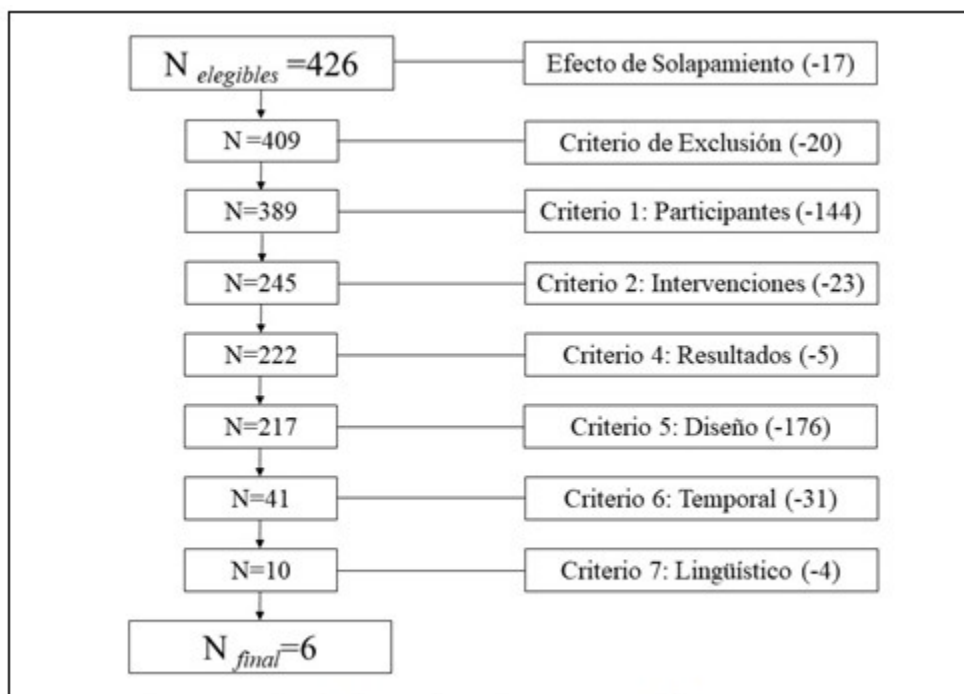 N elegibles =426
Efecto de Solapamiento (-17)
N =409
Criterio de Exclusión (-20)
N=389
Criterio 1: Participantes (-144)
N=245
Criterio 2: Intervenciones (-23)
N=222
Criterio 4: Resultados (-5)
N=217
Criterio 5: Diseño (-176)
N=41
Criterio 6: Temporal (-31)
N=10
Criterio 7: Lingüístico (-4)
N final=6